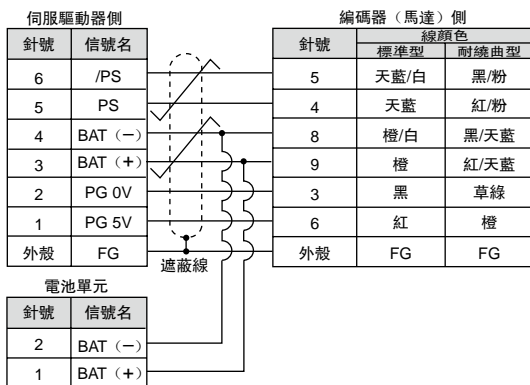 伺服驅動器側
針號 信號名
6 /PS
5 PS
4 BAT（−）
3 BAT（+）
2 PG 0V
1 PG 5V
外殼 FG
遮蔽線
編碼器（馬達）側
針號 線顏色
標準型 耐繞曲型
5 天藍/白 黑/粉
4 天藍 紅/粉
8 橙/白 黑/天藍
9 橙 紅/天藍
3 黑 草綠
6 紅 橙
外殼 FG FG
電池單元
針號 信號名
2 BAT（−）
1 BAT（+）